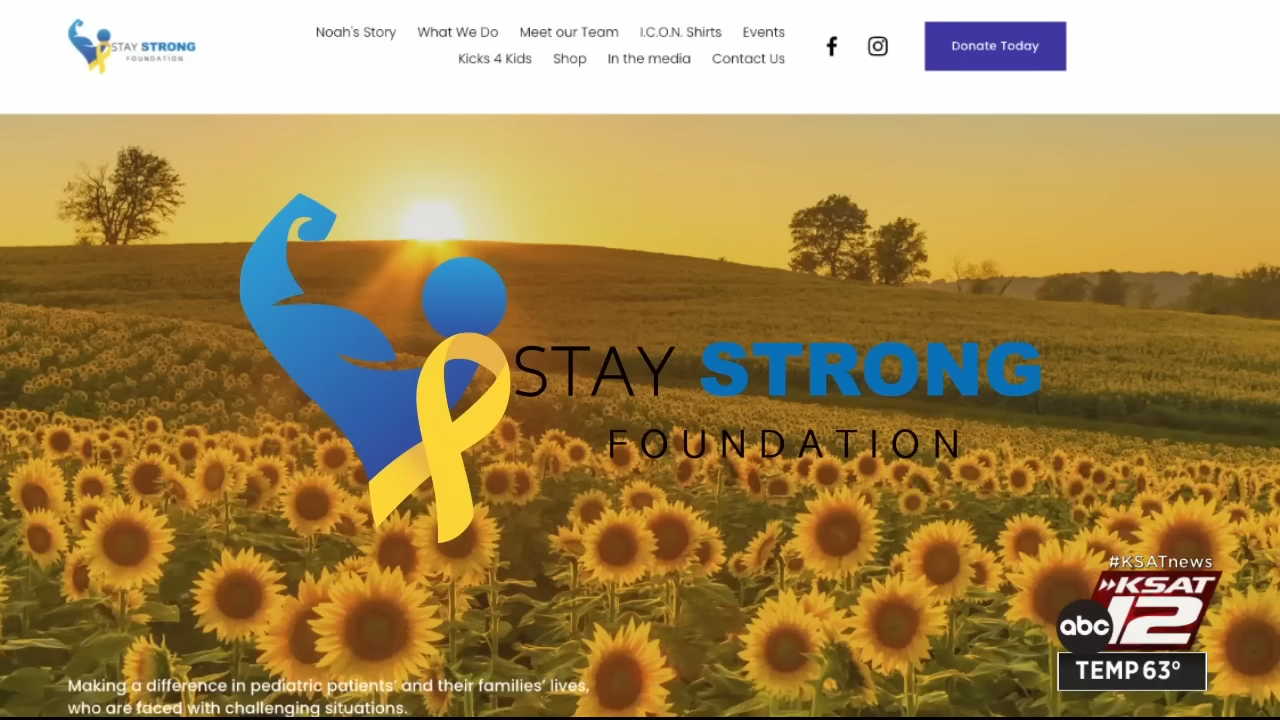 STAY STRONG
FOUNDATION
Noah's Story What We Do Meet our Team I.C.O.N. Shirts Events
Kicks 4 Kids Shop In the media Contact Us
Donate Today
STAY STRONG
FOUNDATION
#KSATnews
KSAT
12
abc
TEMP 63°
Making a difference in pediatric patients' and their families' lives,
who are faced with challenging situations.